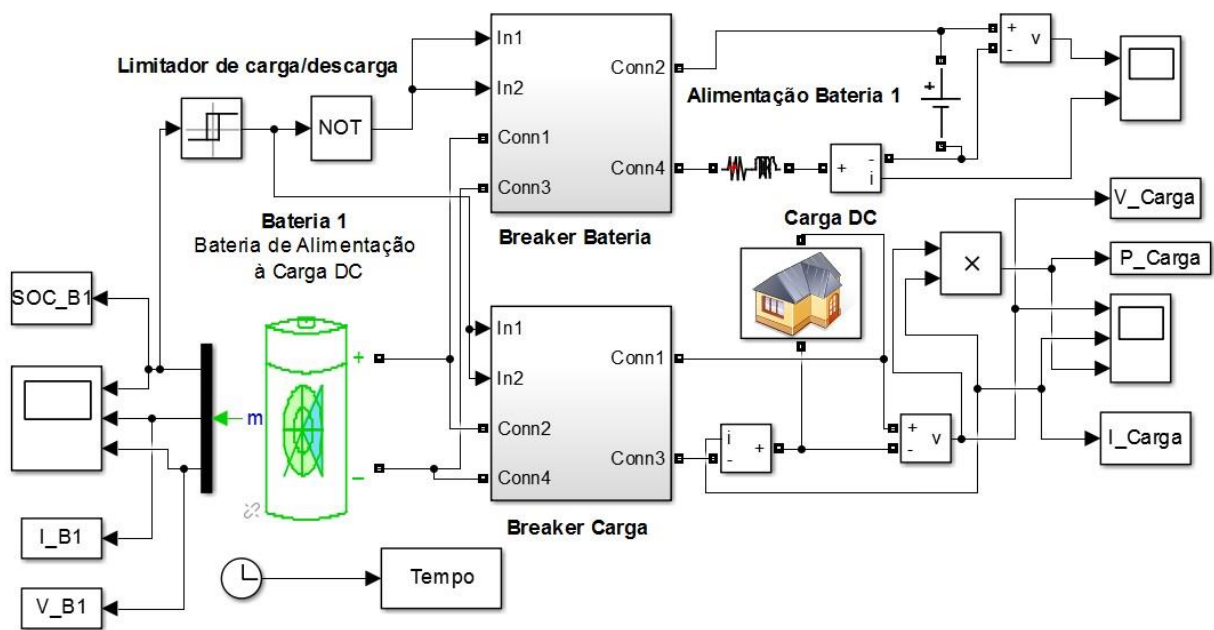 Limitador de carga/descarga
NOT
In1
In2
Conn1
Conn3
Conn2
Conn4
Breaker Bateria
Alimentação Bateria 1
+
+
-
v
+
-
i
Bateria 1
Bateria de Alimentação
à Carga DC
Carga DC
×
V_Carga
P_Carga
I_Carga
SOC_B1
I_B1
V_B1
m
+
−
In1
In2
Conn2
Conn4
Conn1
Conn3
Breaker Carga
i
-
+
+
-
v
Tempo